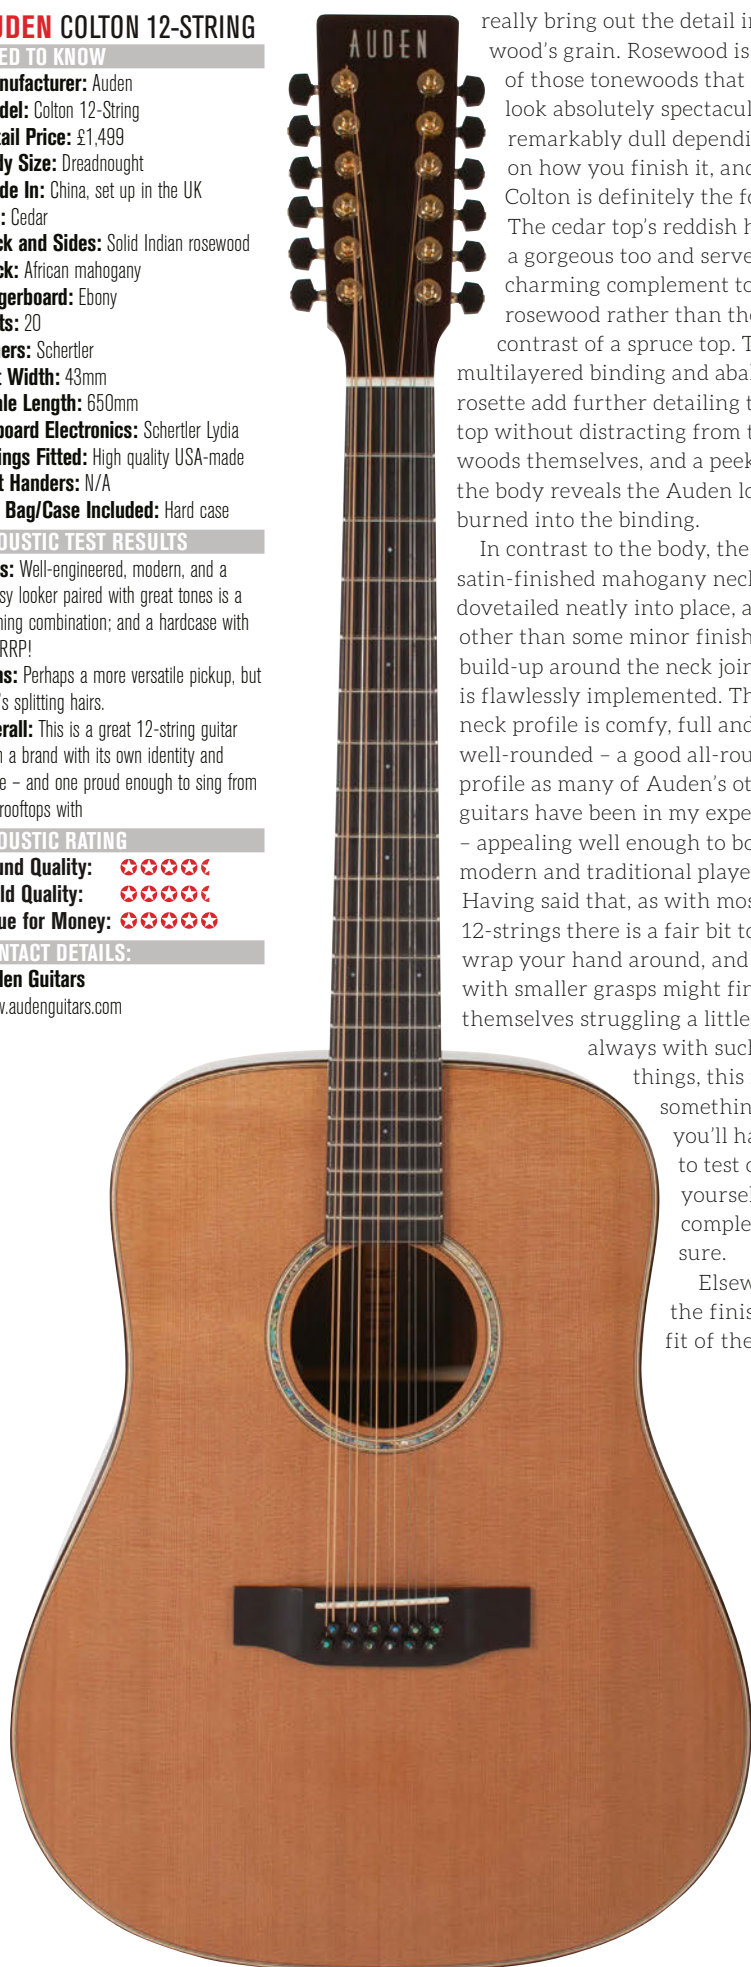 UDEN COLTON 12-STRING
ED TO KNOW
nufacturer: Auden
del: Colton 12-String
ail Price: £1,499
dy Size: Dreadnought
de In: China, set up in the UK
: Cedar
ck and Sides: Solid Indian rosewood
ck: African mahogany
gerboard: Ebony
ts: 20
ners: Schertler
t Width: 43mm
ale Length: 650mm
board Electronics: Schertler Lydia
ings Fitted: High quality USA-made
t Handers: N/A
Bag/Case Included: Hard case
OUSTIC TEST RESULTS
s: Well-engineered, modern, and a
sy looker paired with great tones is a
ning combination; and a hardcase with
RRP!
ns: Perhaps a more versatile pickup, but
's splitting hairs.
erall: This is a great 12-string guitar
m a brand with its own identity and
e – and one proud enough to sing from
rooftops with
OUSTIC RATING
und Quality:
ild Quality:
ue for Money:
NTACT DETAILS:
den Guitars
w.audenguitars.com
AUDEN
really bring out the detail in
wood's grain. Rosewood is
of those tonewoods that
look absolutely spectacul
remarkably dull dependi
on how you finish it, and
Colton is definitely the fo
The cedar top's reddish h
a gorgeous too and serve
charming complement to
rosewood rather than the
contrast of a spruce top. T
multilayered binding and abal
rosette add further detailing t
top without distracting from t
woods themselves, and a peek
the body reveals the Auden lo
burned into the binding.
In contrast to the body, the
satin-finished mahogany neck
dovetailed neatly into place, a
other than some minor finish
build-up around the neck join
is flawlessly implemented. Th
neck profile is comfy, full and
well-rounded – a good all-rou
profile as many of Auden's ot
guitars have been in my expe
– appealing well enough to bo
modern and traditional playe
Having said that, as with mos
12-strings there is a fair bit to
wrap your hand around, and
with smaller grasps might fin
themselves struggling a little
always with such
things, this
somethin
you'll ha
to test o
yoursel
comple
sure.
Elsew
the finis
fit of the